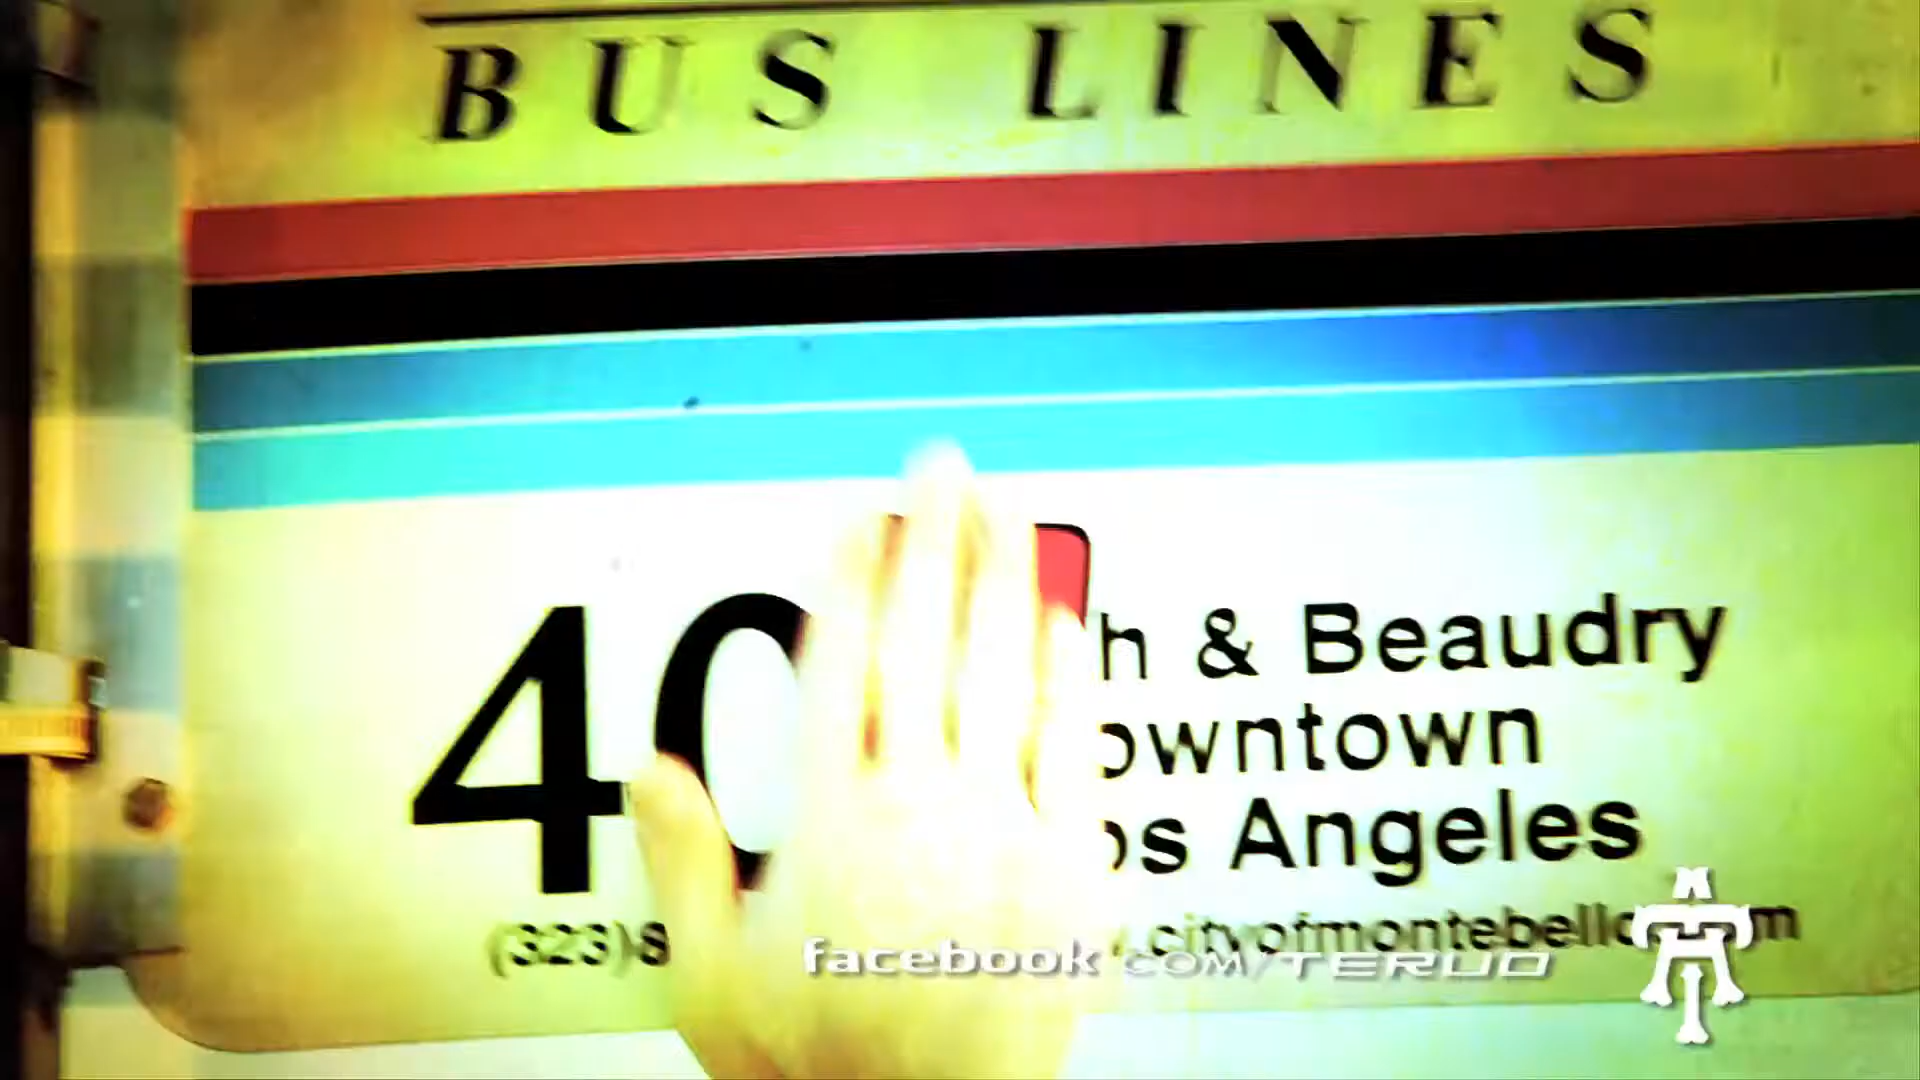 BUS LINES
40 h & Beaudry
owntown
os Angeles
(323)8 .cityofmontebello m
facebook com/TERUO